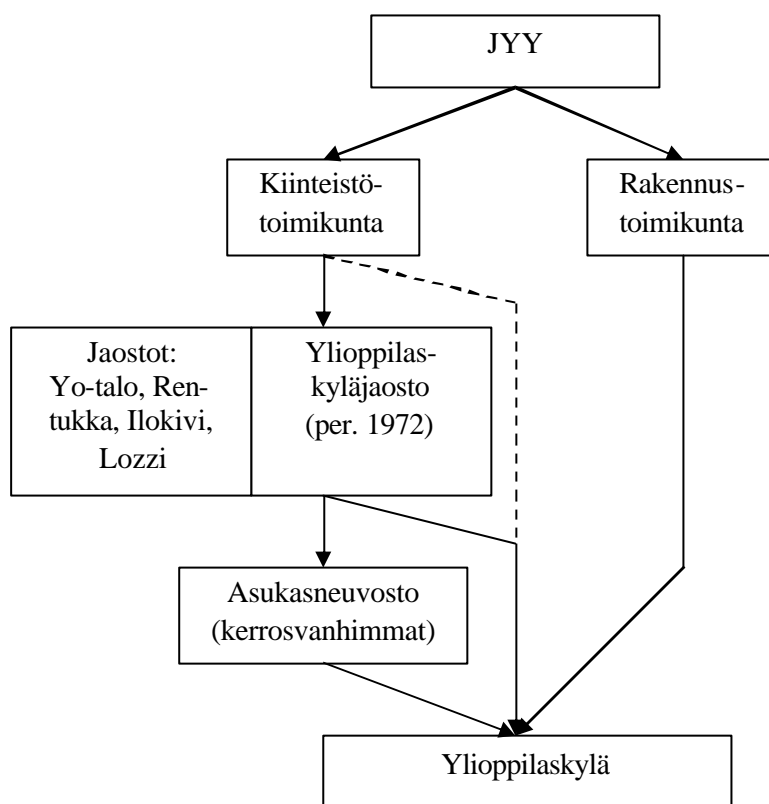 JYY
Kiinteistö-
toimikunta
Rakennus-
toimikunta
Jaostot:
Yo-talo, Ren-
tukka, Ilokivi,
Lozzi
Ylioppilas-
kyläjaosto
(per. 1972)
Asukasneuvosto
(kerrosvanhimmat)
Ylioppilaskylä